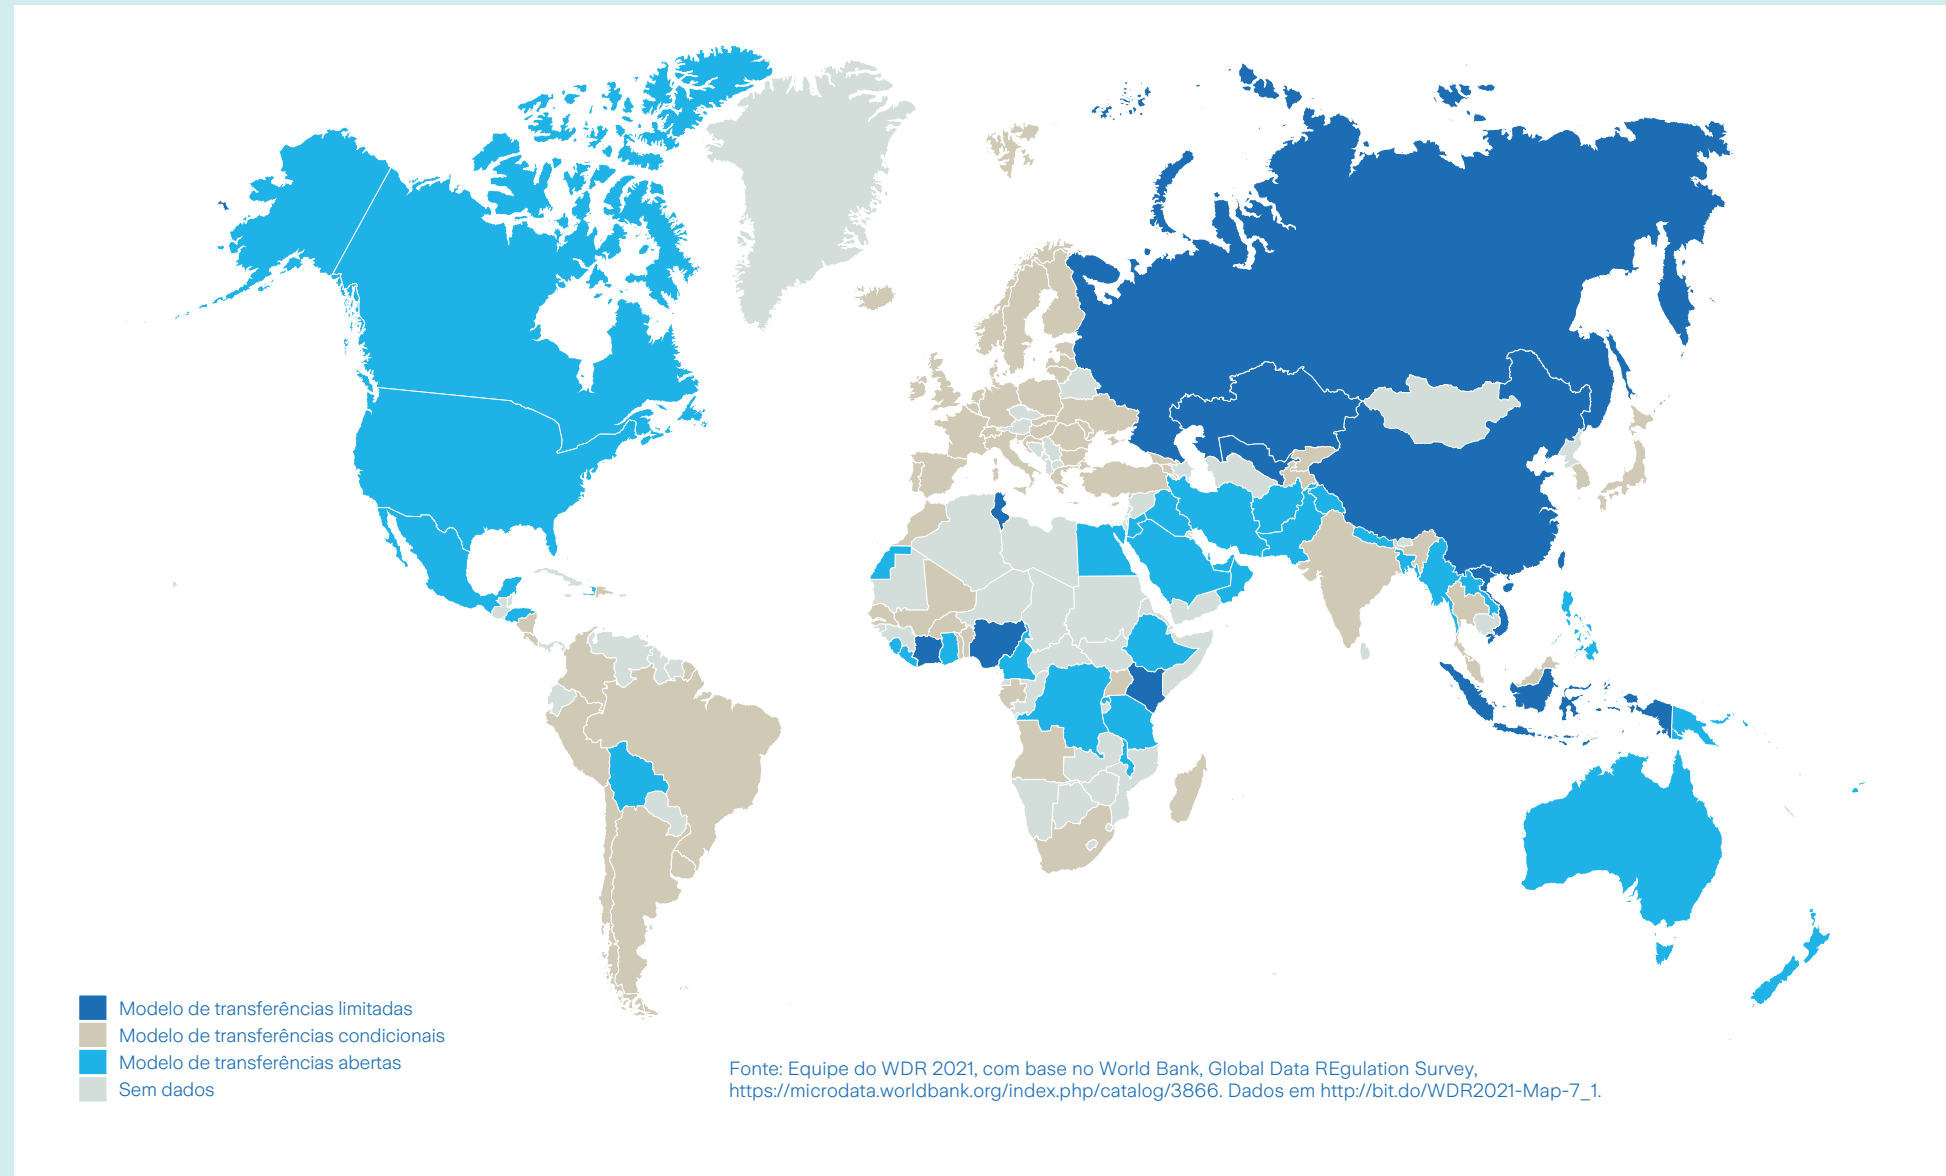 Modelo de transferências limitadas
Modelo de transferências condicionais
Modelo de transferências abertas
Sem dados
Fonte: Equipe do WDR 2021, com base no World Bank, Global Data REgulation Survey,
https://microdata.worldbank.org/index.php/catalog/3866. Dados em http://bit.do/WDR2021-Map-7_1.